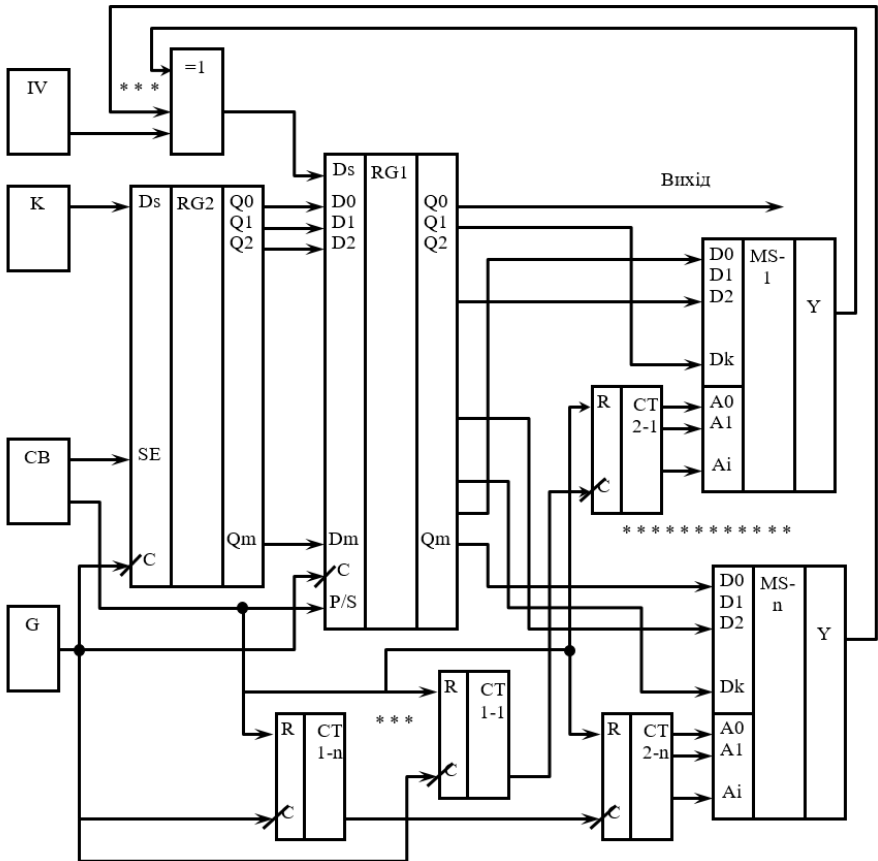 IV
* * *
=1
K
Ds RG2 Q0
Q1
Q2
Ds RG1
D0 Q0
D1 Q1
D2 Q2
Вихід
D0 MS-
D1 1
D2
Y
Dk
A0
A1
Ai
R CT
2-1
C
* * * * * * * * * * * *
СВ
SE
Qm
C
Dm Qm
C
P/S
G
D0 MS-
D1 n
D2
Y
Dk
A0
A1
Ai
R CT
1-1
C
* * *
R CT
1-n
C
R CT
2-n
C